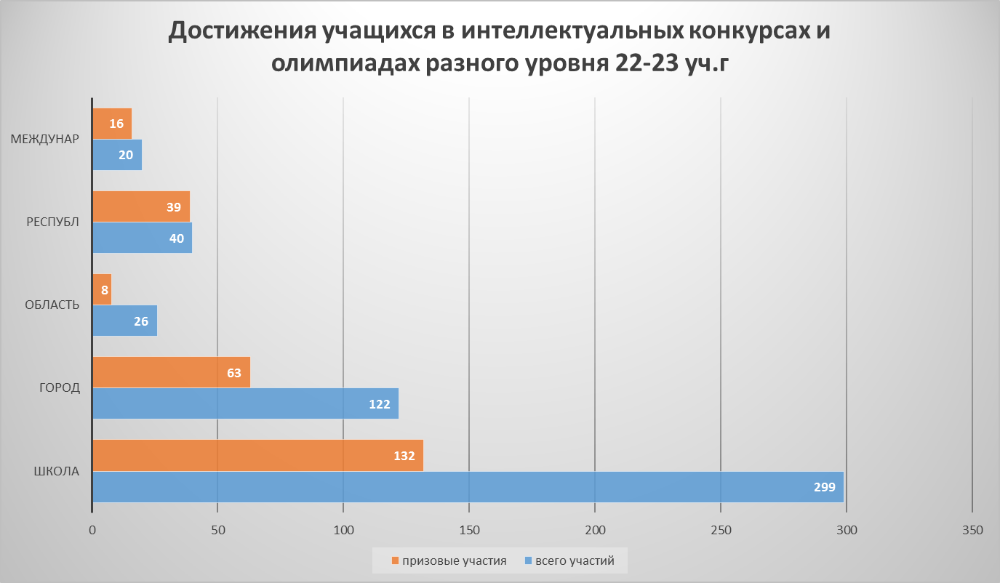 Достижения учащихся в интеллектуальных конкурсах и
олимпиадах разного уровня 22-23 уч.г
МЕЖДУНАР
16
20
РЕСПУБЛ
39
40
ОБЛАСТЬ
8
26
ГОРОД
63
122
ШКОЛА
132
299
0 50 100 150 200 250 300 350
призовые участия всего участий